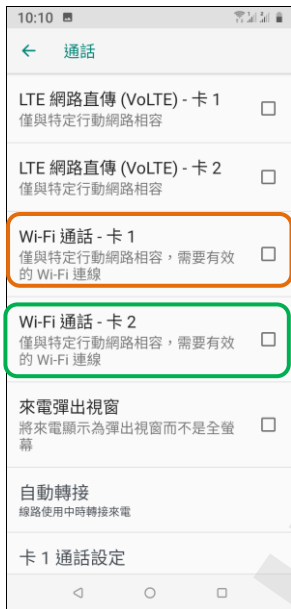 10:10
通話
LTE 網路直傳 (VoLTE) - 卡 1
僅與特定行動網路相容
LTE 網路直傳 (VoLTE) - 卡 2
僅與特定行動網路相容
Wi-Fi 通話 - 卡 1
僅與特定行動網路相容，需要有效
的 Wi-Fi 連線
Wi-Fi 通話 - 卡 2
僅與特定行動網路相容，需要有效
的 Wi-Fi 連線
來電彈出視窗
將來電顯示為彈出視窗而不是全螢
幕
自動轉接
線路使用中時轉接來電
卡 1 通話設定